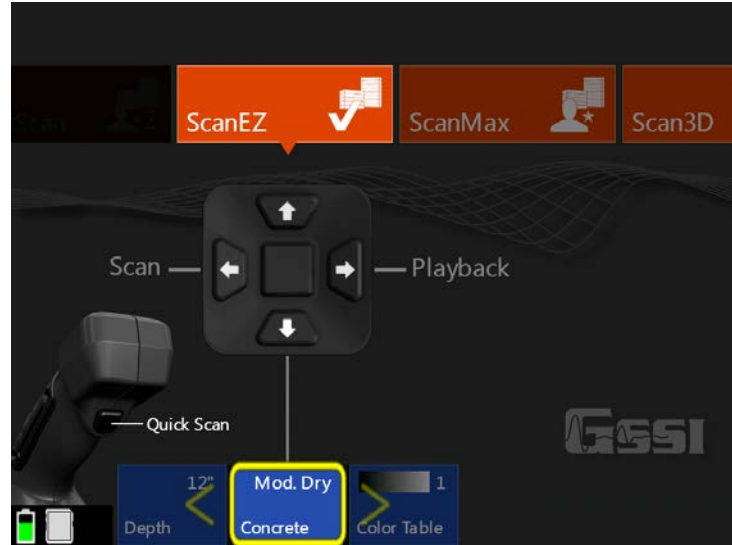 Scan
ScanEZ
ScanMax
Scan3D
Scan
Playback
Quick Scan
GSSI
12"
Depth
Mod. Dry
Concrete
1
Color Table